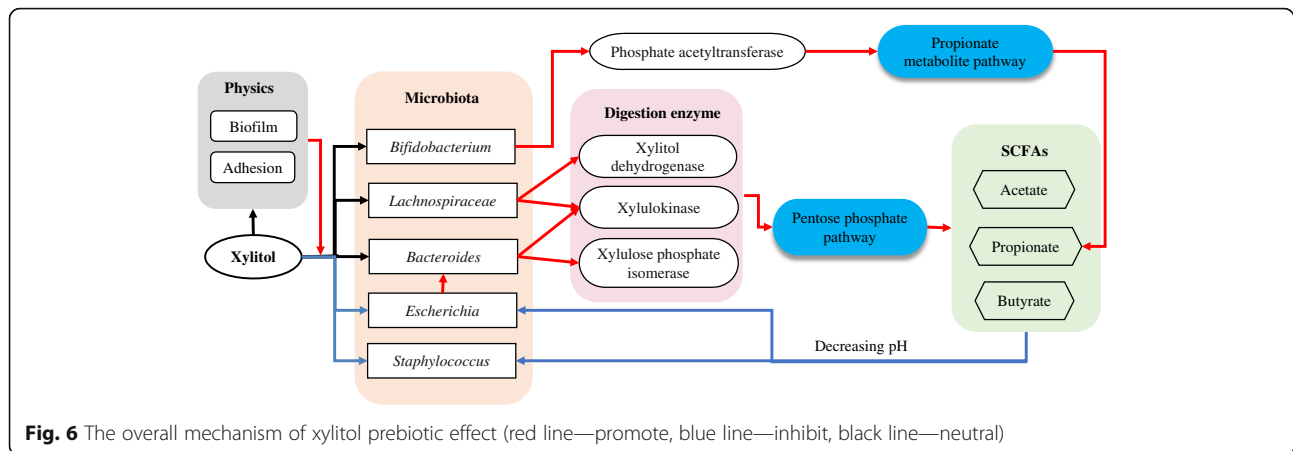 Phosphate acetyltransferase
Propionate
metabolite pathway
Physics
Biofilm
Adhesion
Xylitol
Microbiota
Bifidobacterium
Lachnospiraceae
Bacteroides
Escherichia
Staphylococcus
Digestion enzyme
Xylitol
dehydrogenase
Xylulokinase
Xylulose phosphate
isomerase
Pentose phosphate
pathway
SCFAs
Acetate
Propionate
Butyrate
Decreasing pH
Fig. 6 The overall mechanism of xylitol prebiotic effect (red line—promote, blue line—inhibit, black line—neutral)